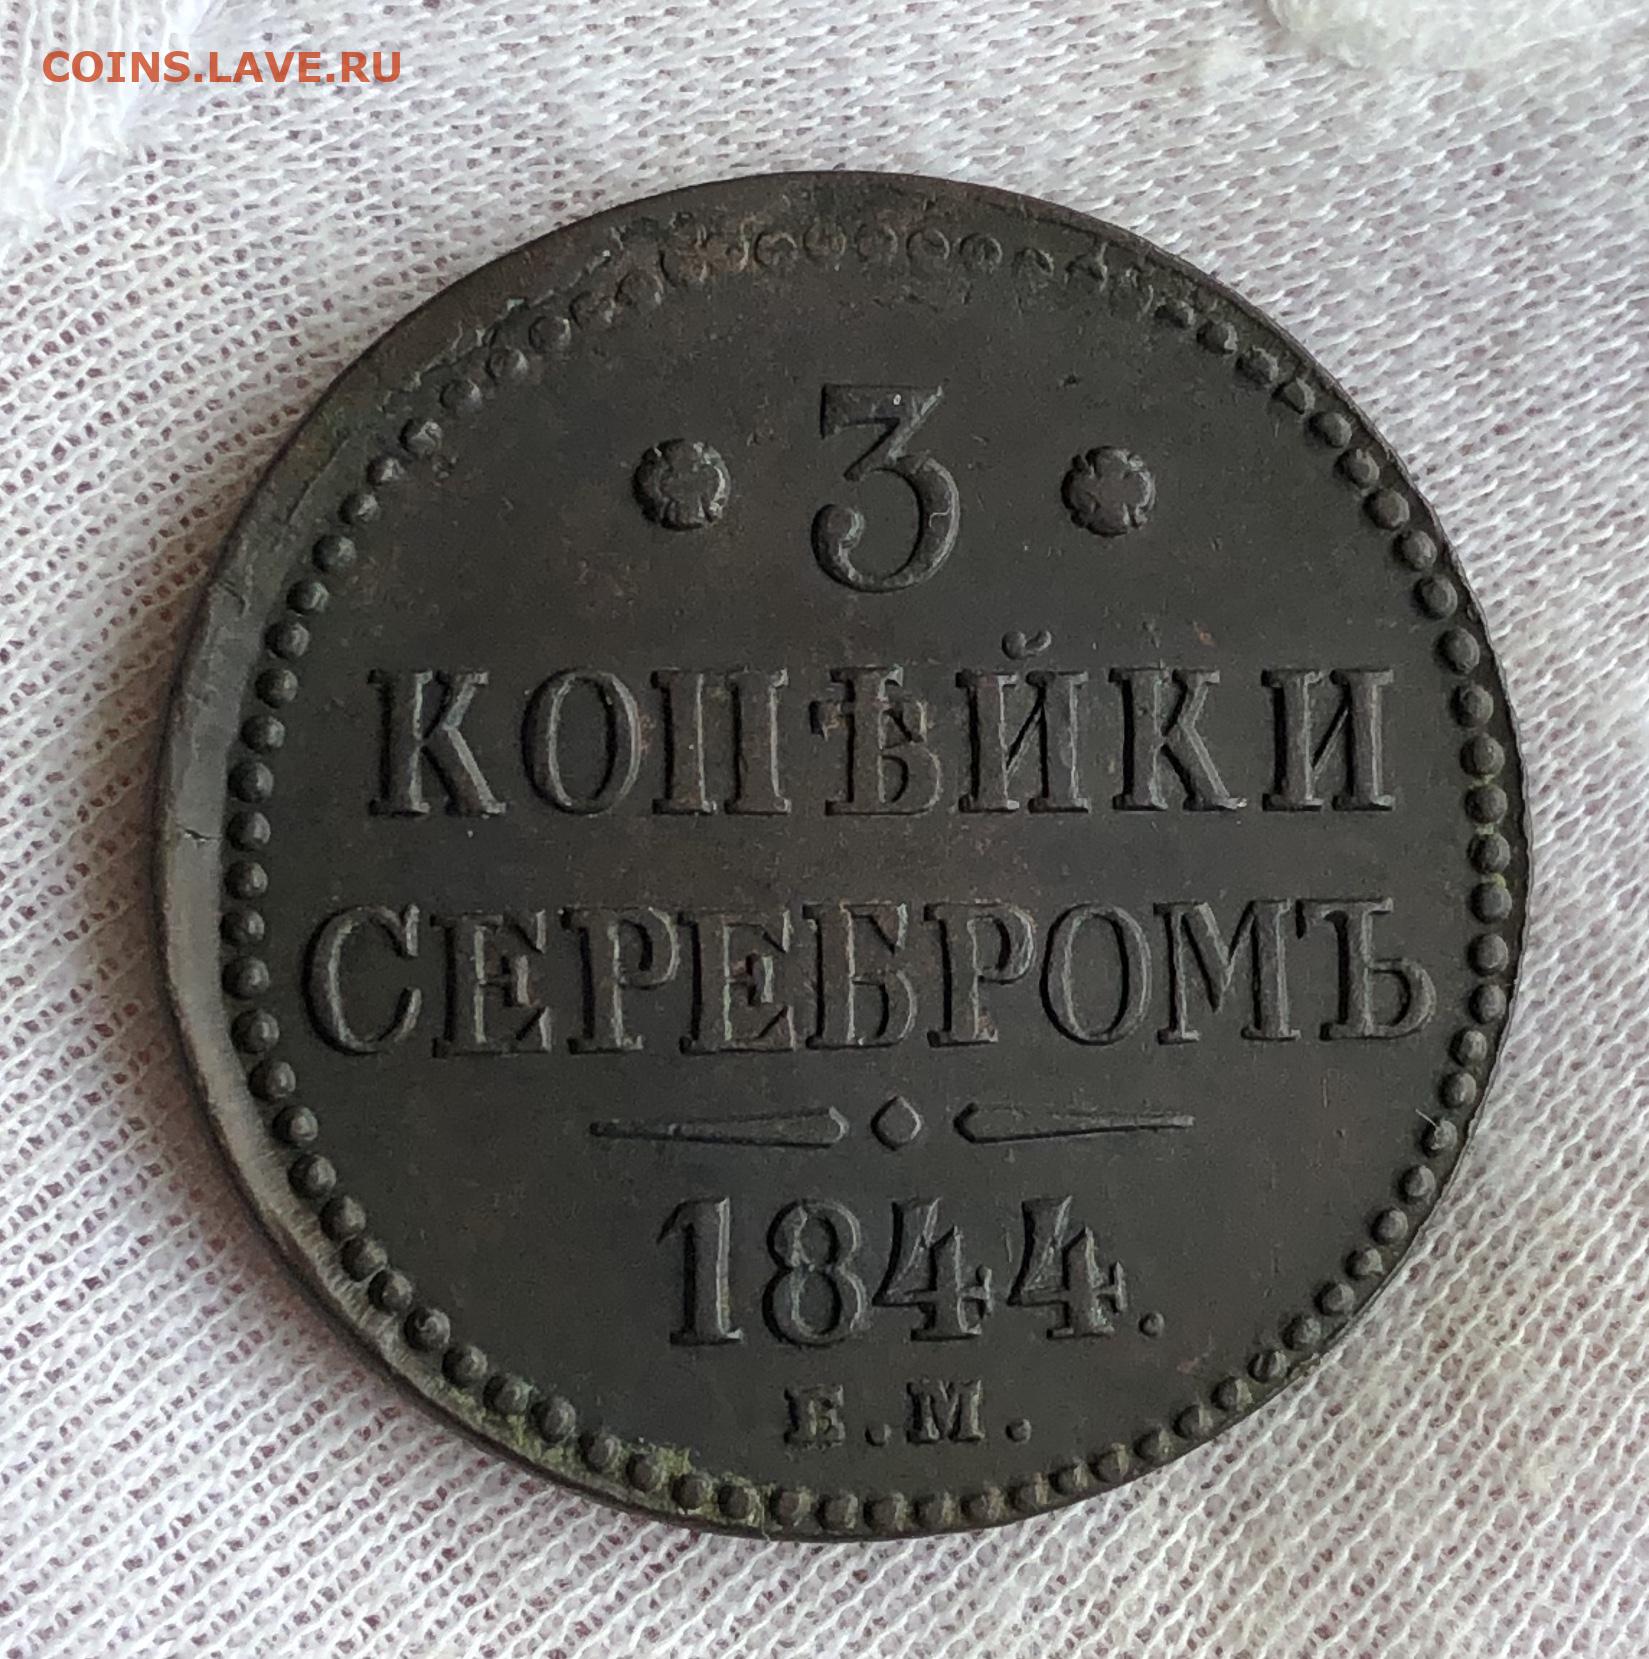 COINS.LAVE.RU
3
КОПѢЙКИ
СЕРЕБРОМЪ
1844.
Е.М.